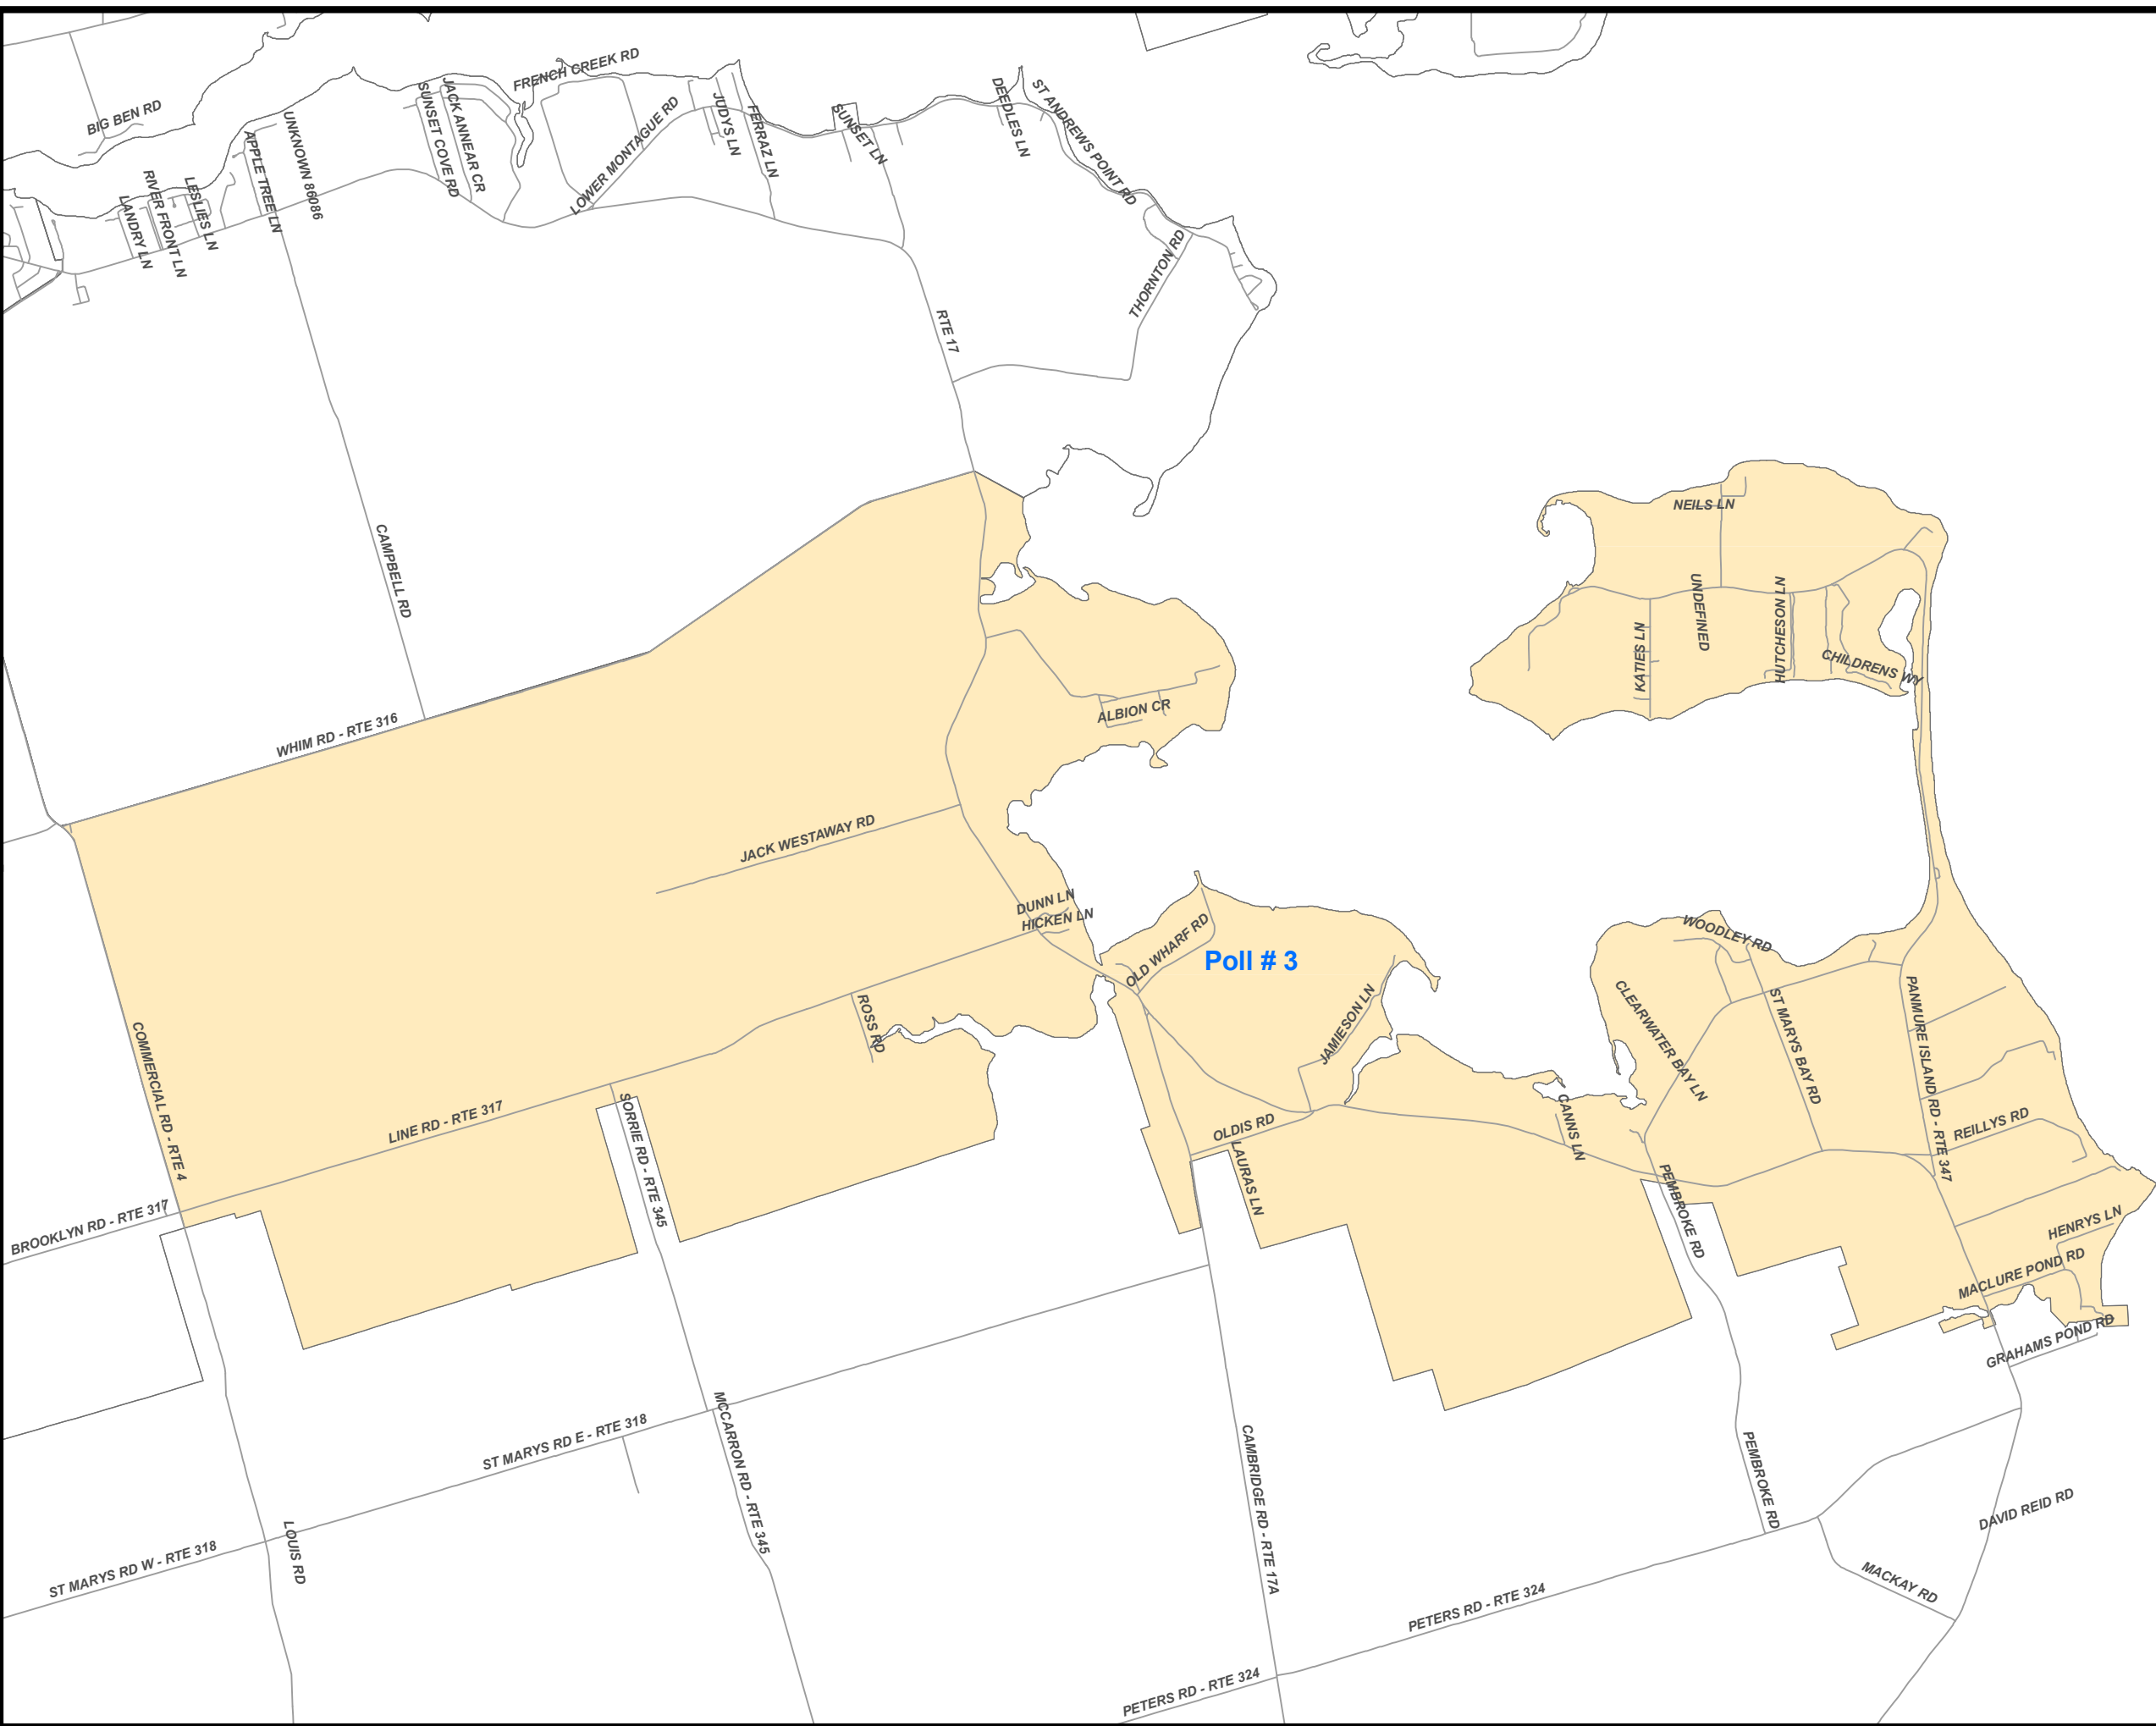 FRENCH CREEK RD
BIG BEN RD
SUNSET COVE RD
JACK ANNEAR CR
LOWER MONTAGUE RD
JUDYS LN
FERRAZ LN
SUNSET LN
DEEDLES LN
ST ANDREWS POINT RD
UNKNOWN 86086
APPLE TREE LN
LESLIES LN
RIVER FRONT LN
LANDRY LN
THORNTON RD
RTE 17
NEILS LN
CAMPBELL RD
UNDEFINED
HUTCHESON LN
KATIES LN
CHILDRENS WY
ALBION CR
WHIM RD - RTE 316
JACK WESTAWAY RD
DUNN LN
HICKEN LN
OLD WHARF RD
Poll # 3
WOODLEY RD
ROSS RD
JAMIESON LN
CLEARWATER BAY LN
ST MARYS BAY RD
PANMURE ISLAND RD - RTE 347
COMMERCIAL RD - RTE 4
LINE RD - RTE 317
SORRIE RD - RTE 345
OLDIS RD
LAURAS LN
CANNS LN
REILLYS RD
PEMBROKE RD
BROOKLYN RD - RTE 317
HENRYS LN
MACLURE POND RD
GRAHAMS POND RD
ST MARYS RD E - RTE 318
MCCARRON RD - RTE 345
CAMBRIDGE RD - RTE 17A
PEMBROKE RD
DAVID REID RD
LOUIS RD
ST MARYS RD W - RTE 318
MACKAY RD
PETERS RD - RTE 324
PETERS RD - RTE 324